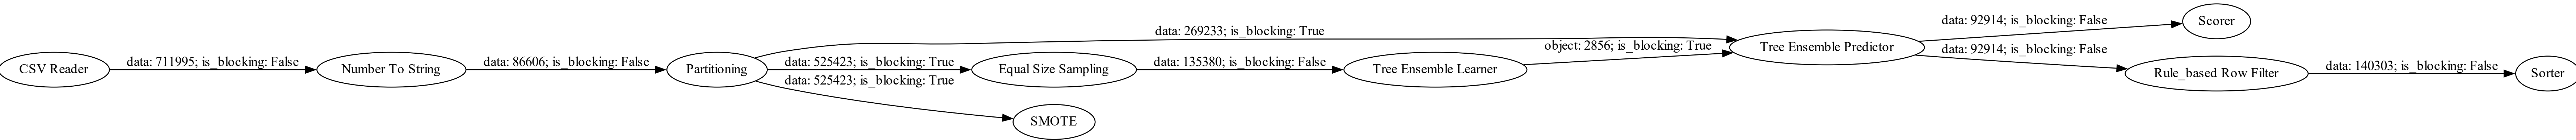 CSV Reader
data: 711995; is_blocking: False
Number To String
data: 86606; is_blocking: False
Partitioning
data: 269233; is_blocking: True
data: 525423; is_blocking: True
data: 525423; is_blocking: True
Equal Size Sampling
SMOTE
data: 135380; is_blocking: False
Tree Ensemble Learner
object: 2856; is_blocking: True
Tree Ensemble Predictor
data: 92914; is_blocking: False
data: 92914; is_blocking: False
Scorer
Rule_based Row Filter
data: 140303; is_blocking: False
Sorter